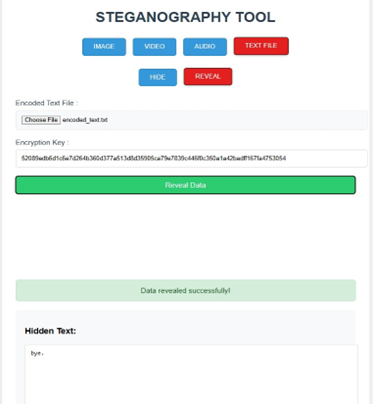 STEGANOGRAPHY TOOL
IMAGE VIDEO AUDIO TEXT FILE
HIDE REVEAL
Encoded Text File :
Choose File encoded_text.txt
Encryption Key :
Reveal Data
Data revealed successfully!
Hidden Text:
bye.